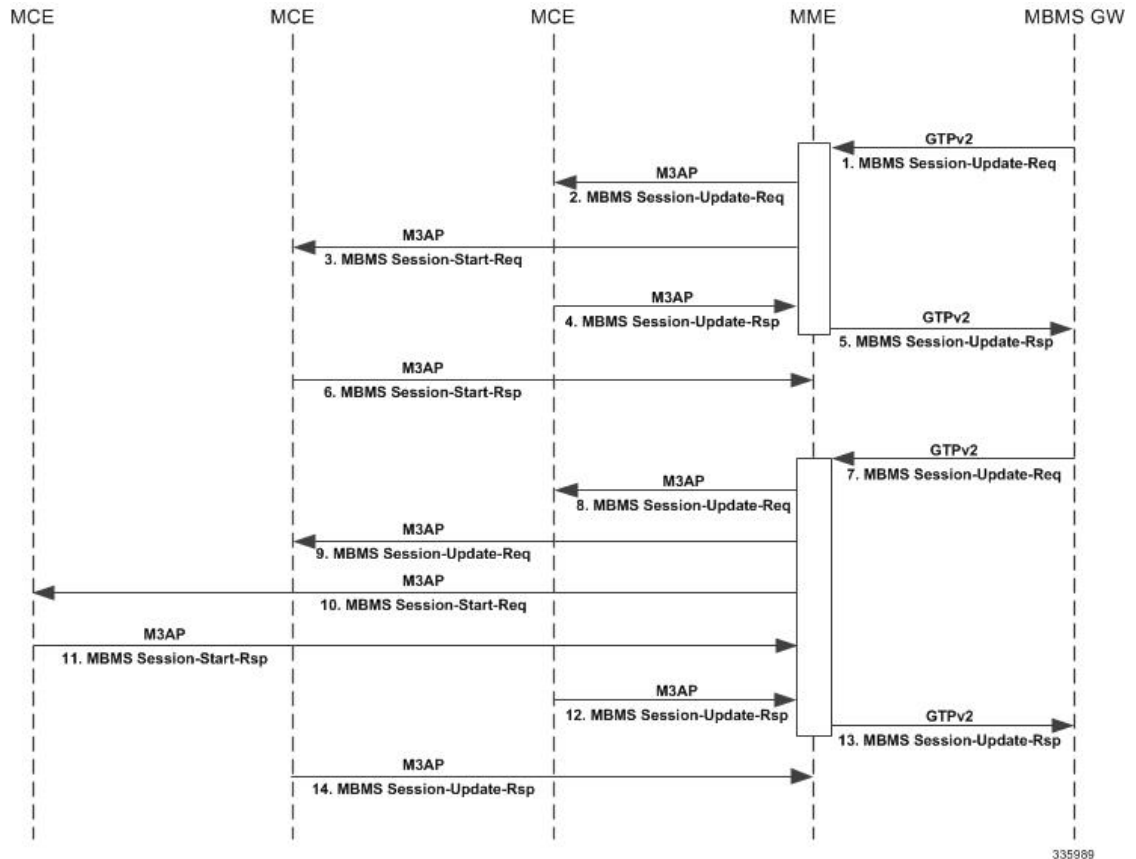 MCE MCE MCE MME MBMS GW
GTPv2
1. MBMS Session-Update-Req
M3AP
2. MBMS Session-Update-Req
M3AP
3. MBMS Session-Start-Req
M3AP
4. MBMS Session-Update-Rsp
GTPv2
5. MBMS Session-Update-Rsp
M3AP
6. MBMS Session-Start-Rsp
GTPv2
7. MBMS Session-Update-Req
M3AP
8. MBMS Session-Update-Req
M3AP
9. MBMS Session-Update-Req
M3AP
10. MBMS Session-Start-Req
M3AP
11. MBMS Session-Start-Rsp
M3AP
12. MBMS Session-Update-Rsp
GTPv2
13. MBMS Session-Update-Rsp
M3AP
14. MBMS Session-Update-Rsp
335989